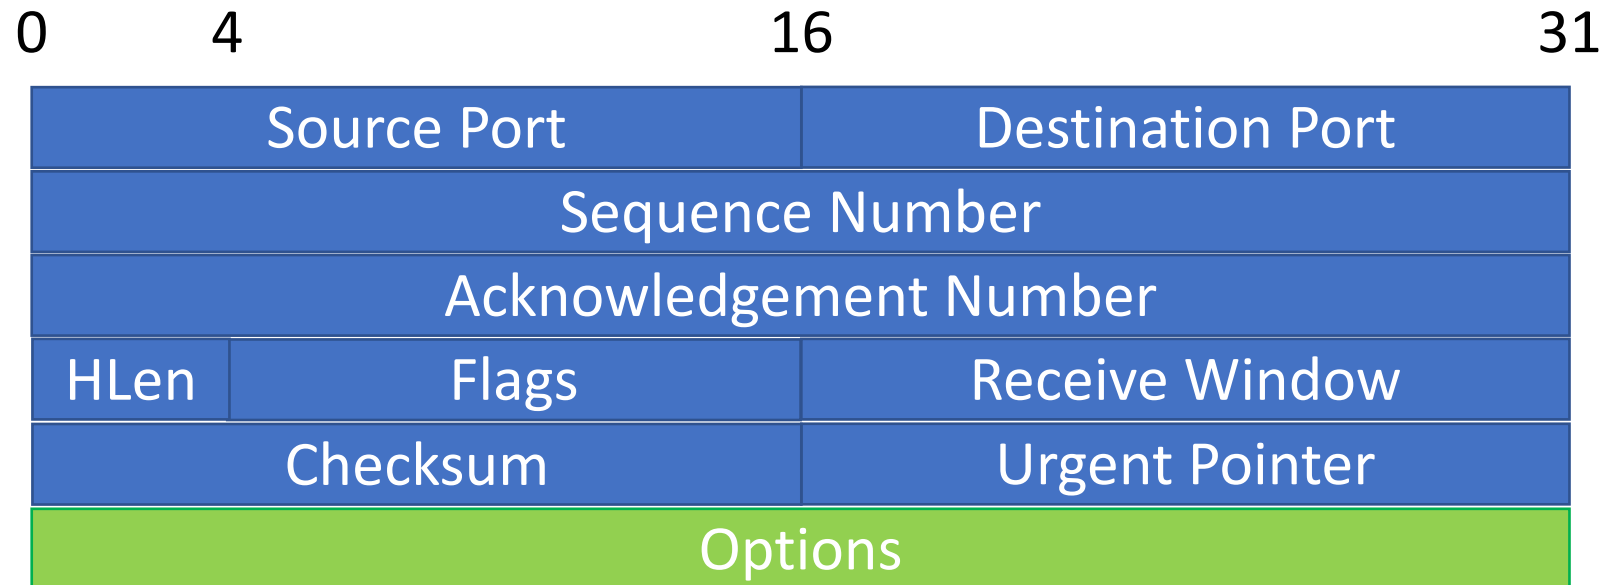 0 4 16 31
Source Port Destination Port
Sequence Number
Acknowledgement Number
HLen Flags Receive Window
Checksum Urgent Pointer
Options